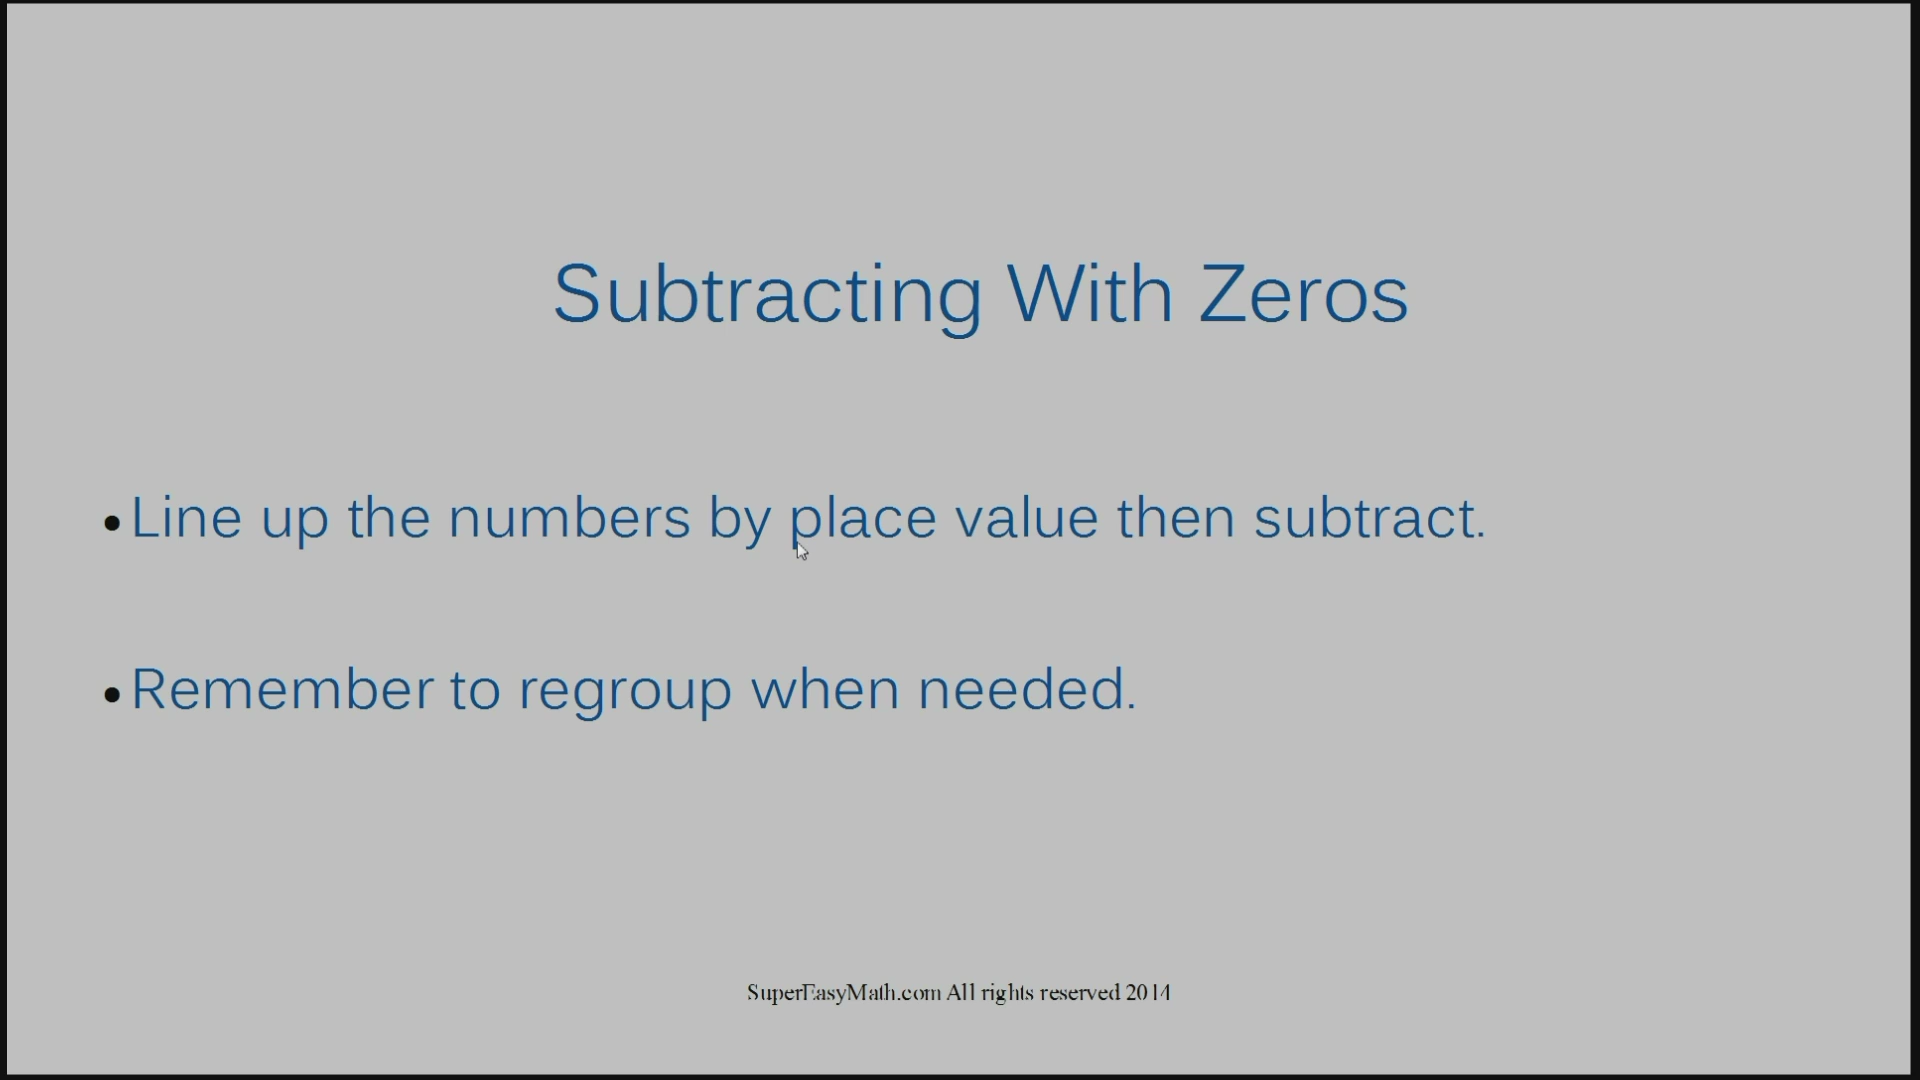 Subtracting With Zeros
•Line up the numbers by place value then subtract.
•Remember to regroup when needed.
SuperEasyMath.com All rights reserved 2014